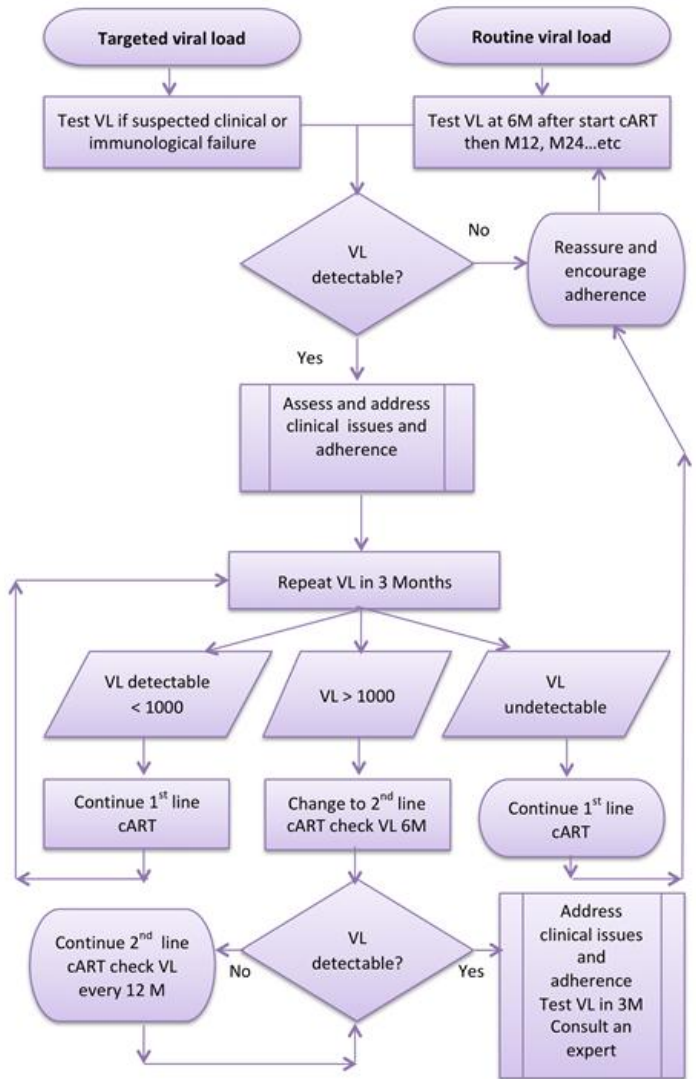 Targeted viral load
Routine viral load
Test VL if suspected clinical or
immunological failure
Test VL at 6M after start cART
then M12, M24...etc
VL
detectable?
No
Reassure and
encourage
adherence
Yes
Assess and address
clinical issues and
adherence
Repeat VL in 3 Months
VL detectable
< 1000
VL > 1000
VL
undetectable
Continue 1st line
cART
Change to 2nd line
cART check VL 6M
Continue 1st line
cART
Continue 2nd line
cART check VL
every 12 M
No
VL
detectable?
Yes
Address
clinical issues
and
adherence
Test VL in 3M
Consult an
expert